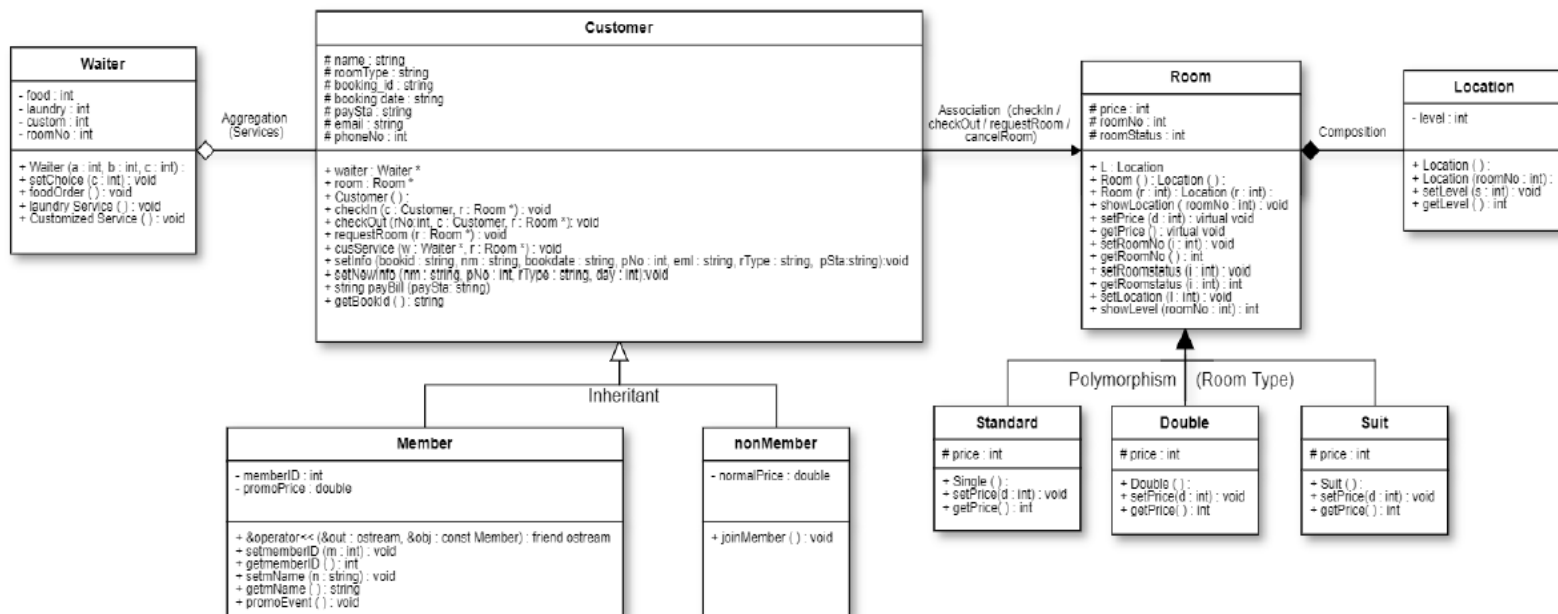 Waiter
- food : int
- laundry : int
- custom : int
- roomNo : int
+ Waiter (a : int, b : int, c : int) :
+ setChoice (c : int) : void
+ foodOrder ( ) : void
+ laundry Service ( ) : void
+ Customized Service ( ) : void
Aggregation
(Services)
Customer
# name : string
# roomType : string
# booking_id : string
# booking date : string
# paySta : string
# email : string
# phoneNo : int
+ waiter : Waiter *
+ room : Room *
+ Customer ( ) :
+ checkIn (c : Customer, r : Room *) : void
+ checkOut (rNo:int, c : Customer, r : Room *): void
+ requestRoom (r : Room *) : void
+ cusService (w : Waiter *, r : Room *) : void
+ setInfo (bookid : string, nm : string, bookdate : string, pNo : int, eml : string, rType : string, pSta:string):void
+ setNewInfo (nm : string, pNo : int, rType : string, day : int):void
+ string payBill (paySta: string)
+ getBookId ( ) : string
Association (checkIn /
checkOut / requestRoom /
cancelRoom)
Room
# price : int
# roomNo : int
# roomStatus : int
+ L : Location
+ Room ( ) : Location ( ) :
+ Room (r : int) : Location (r : int) :
+ showLocation ( roomNo : int) : void
+ setPrice (d : int) : virtual void
+ getPrice ( ) : virtual void
+ setRoomNo (i : int) : void
+ getRoomNo ( ) : int
+ setRoomstatus (i : int) : void
+ getRoomstatus (i : int) : int
+ setLocation (l : int) : void
+ showLevel (roomNo : int) : int
Composition
Location
- level : int
+ Location ( ) :
+ Location (roomNo : int) :
+ setLevel (s : int) : void
+ getLevel ( ) : int
Inheritant
Polymorphism (Room Type)
Member
- memberID : int
- promoPrice : double
+ &operator<< (&out : ostream, &obj : const Member) : friend ostream
+ setmemberID (m : int) : void
+ getmemberID ( ) : int
+ setmName (n : string) : void
+ getmName ( ) : string
+ promoEvent ( ) : void
nonMember
- normalPrice : double
+ joinMember ( ) : void
Standard
# price : int
+ Single ( ) :
+ setPrice(d : int) : void
+ getPrice( ) : int
Double
# price : int
+ Double ( ) :
+ setPrice(d : int) : void
+ getPrice( ) : int
Suit
# price : int
+ Suit ( ) :
+ setPrice(d : int) : void
+ getPrice( ) : int